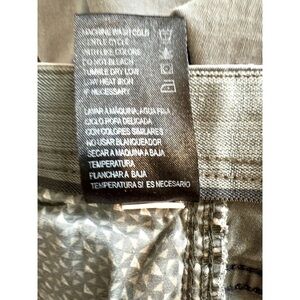 MACHINE WASH COLD
GENTLE CYCLE
WITH LIKE COLORS
DO NOT BLEACH
TUMBLE DRY LOW
LOW HEAT IRON
IF NECESSARY
LAVAR A MAQUINA, AGUA FRIA
CICLO ROPA DELICADA
CON COLORES SIMILARES
NO USAR BLANQUEADOR
SECAR A MAQUINA A BAJA
TEMPERATURA
PLANCHAR A BAJA
TEMPERATURA SI ES NECESARIO